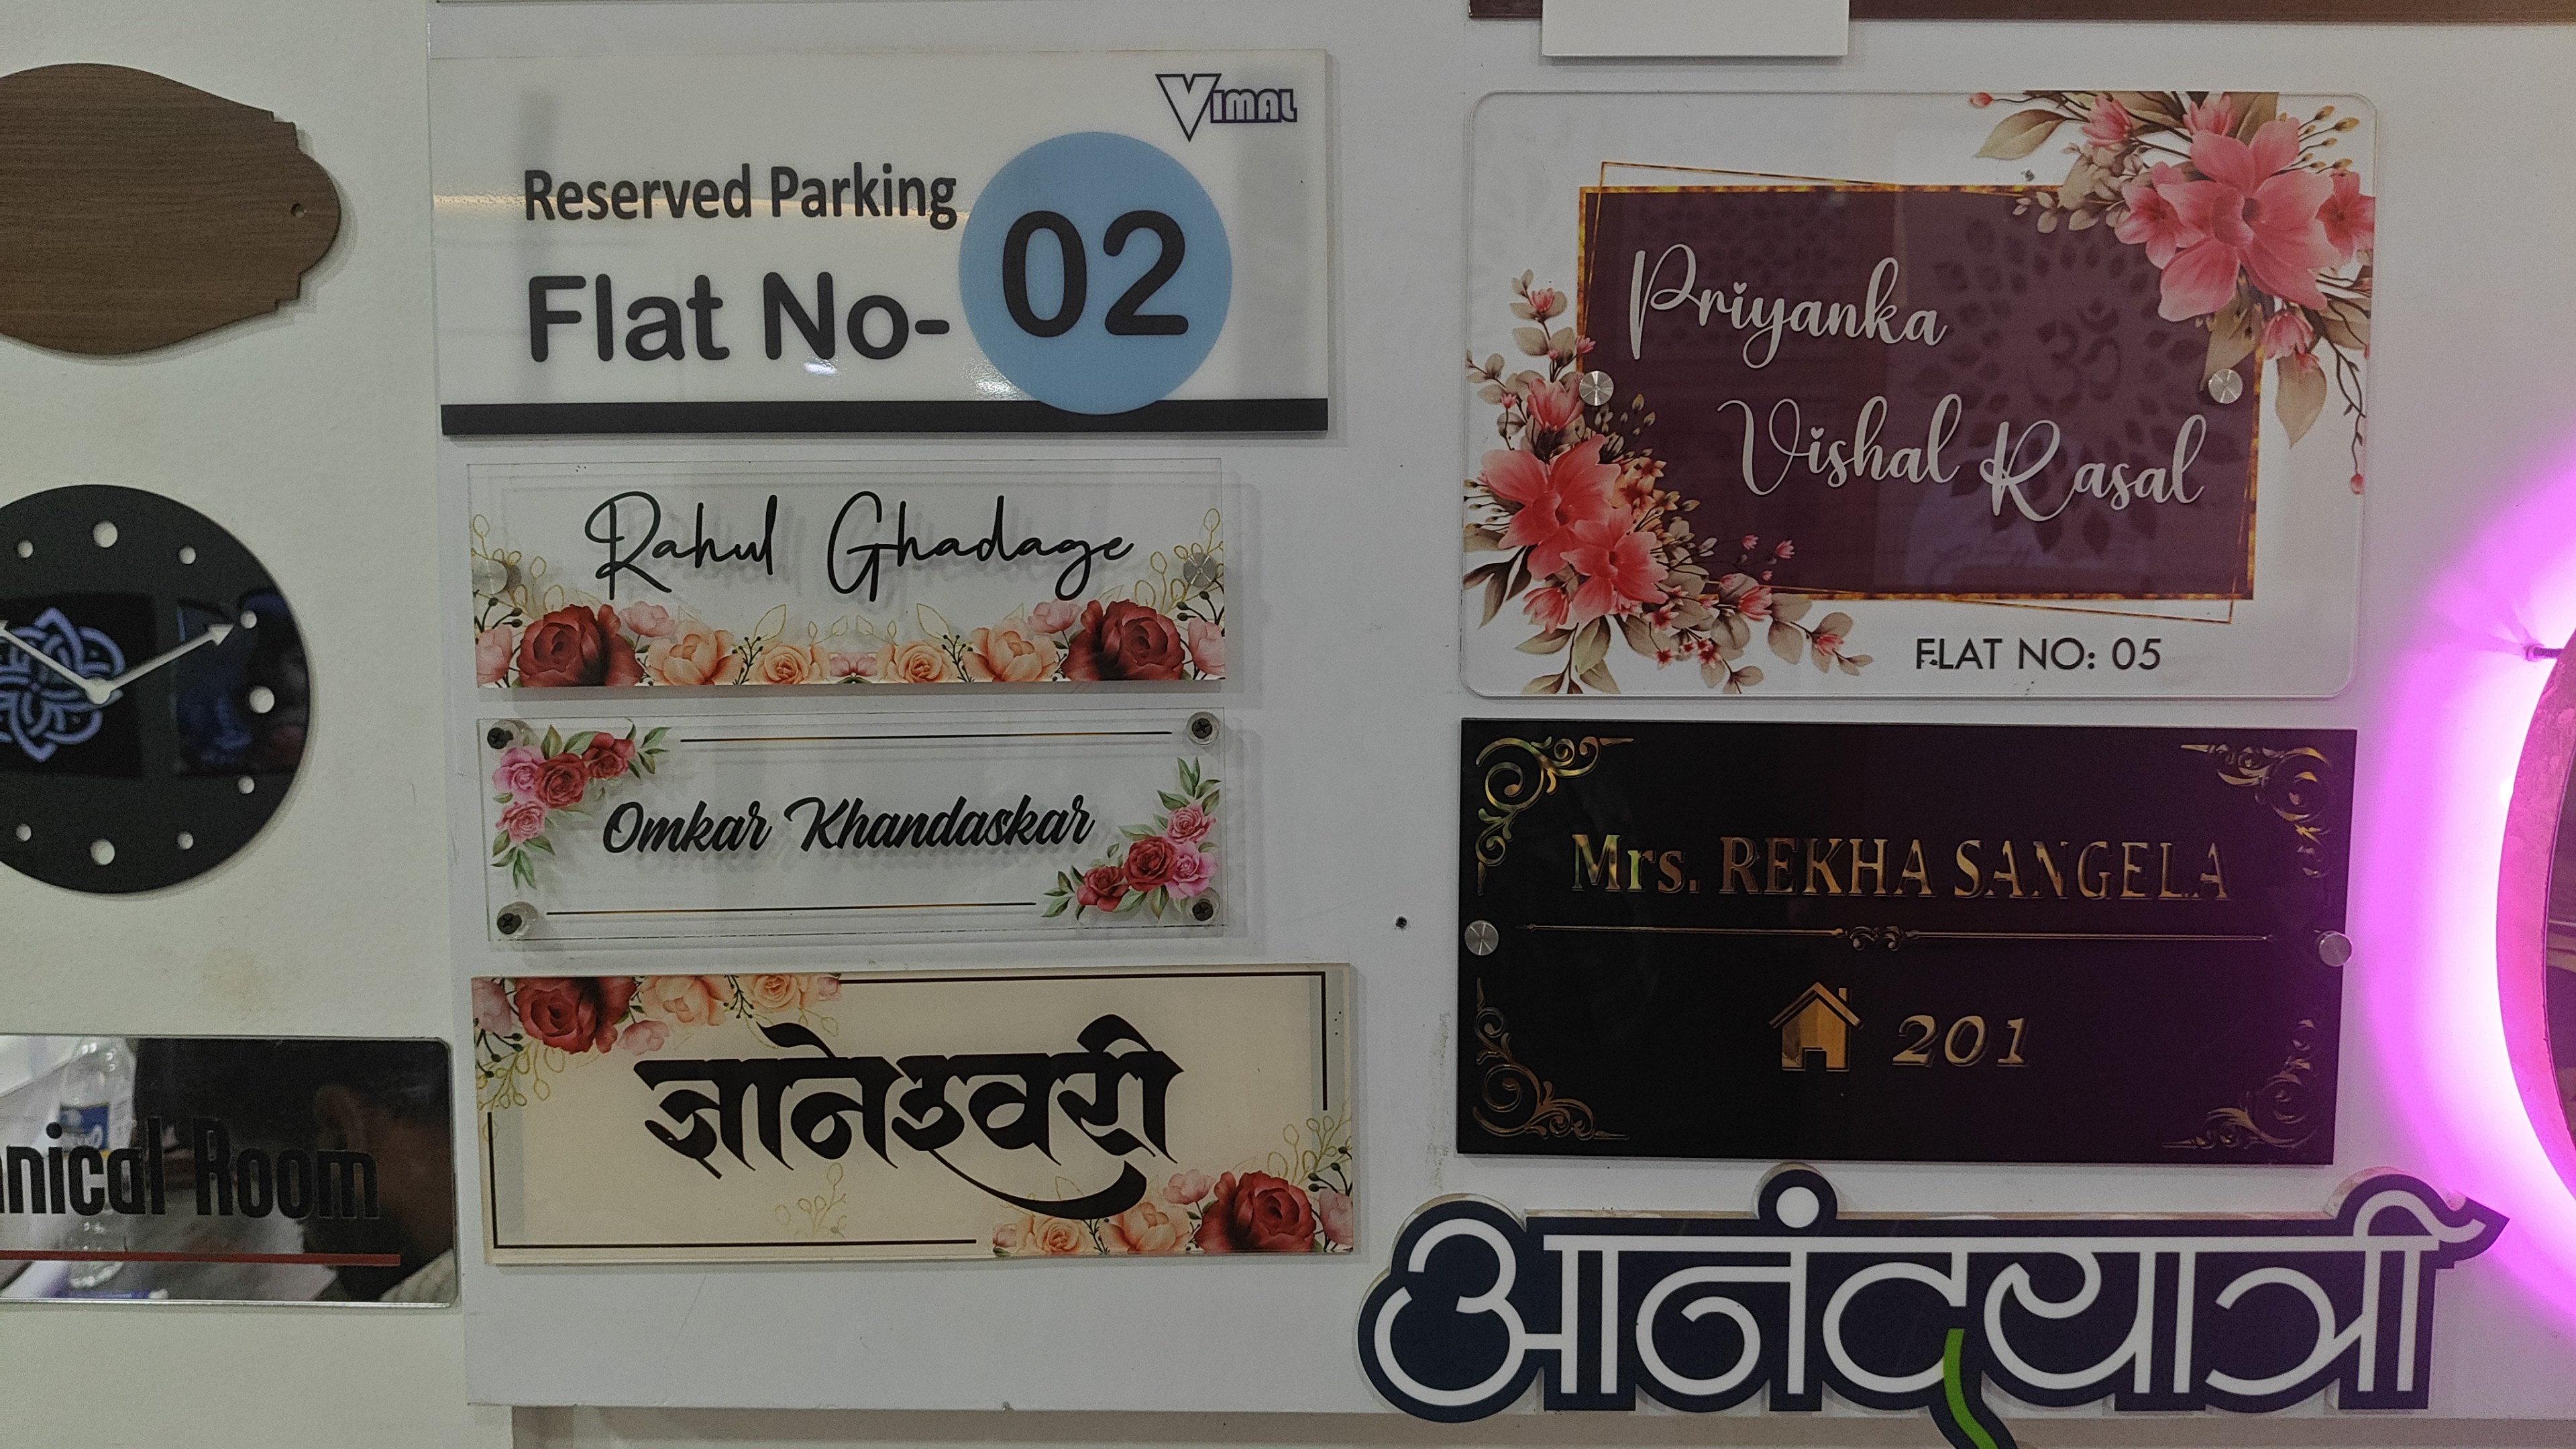 VIMAL
Reserved Parking
Flat No- 02
Rahul Ghadage
Omkar Khandaskar
ज्ञानेश्वरी
nical Room
Priyanka
Vishal Rasal
FLAT NO: 05
Mrs. REKHA SANGELA
201
आनंदयात्री